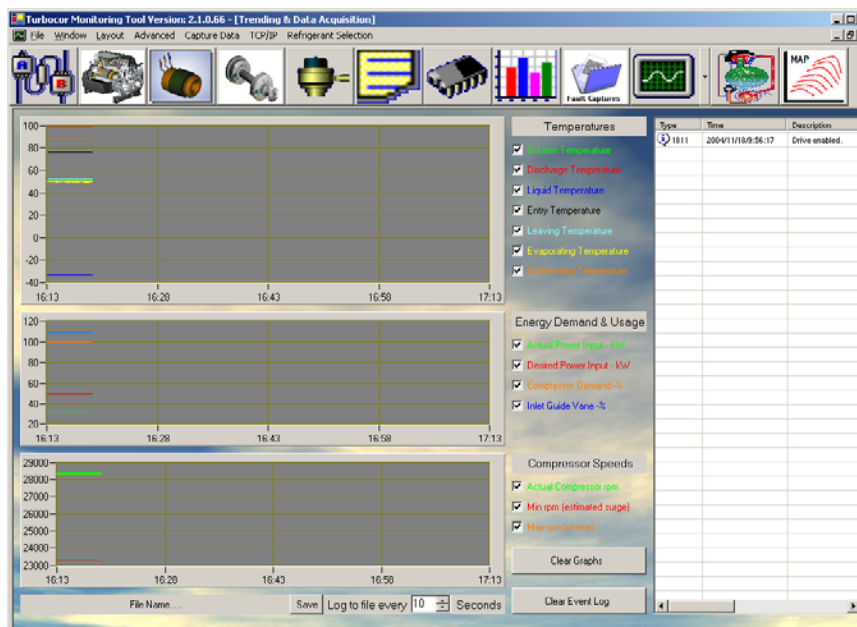 Turbocor Monitoring Tool Version: 2.1.0.66 - [Trending & Data Acquisition]
File Window Layout Advanced Capture Data TCP/IP Refrigerant Selection
A
B
Fault Captures
MAP
100
80
60
40
20
0
-20
-40
16:13 16:28 16:43 16:58 17:13
Temperatures
Suction Temperature
Discharge Temperature
Liquid Temperature
Entry Temperature
Leaving Temperature
Evaporating Temperature
Condensing Temperature
120
100
80
60
40
20
16:13 16:28 16:43 16:58 17:13
Energy Demand & Usage
Actual Power Input - kW
Desired Power Input - kW
Compressor Demand -%
Inlet Guide Vane -%
29000
28000
27000
26000
25000
24000
23000
16:13 16:28 16:43 16:58 17:13
Compressor Speeds
Actual Compressor rpm
Min rpm (estimated surge)
Max rpm (choke)
Clear Graphs
File Name.... Save Log to file every 10 Seconds
Clear Event Log
Type Time Description
1811 2004/11/18/9:56:17 Drive enabled.